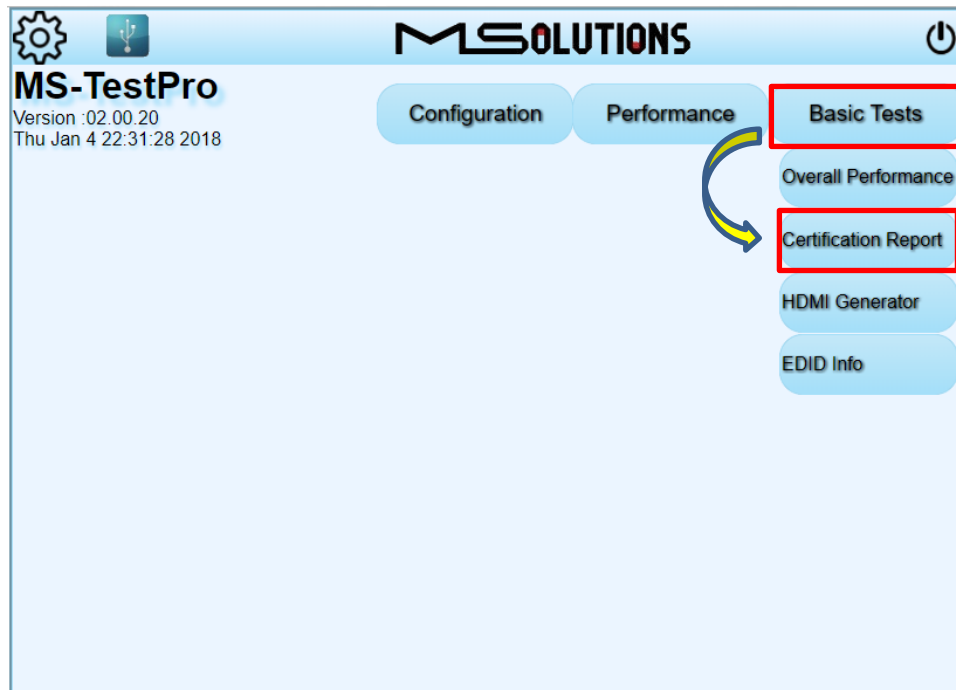 MSOLUTIONS
MS-TestPro
Version :02.00.20
Thu Jan 4 22:31:28 2018
Configuration
Performance
Basic Tests
Overall Performance
Certification Report
HDMI Generator
EDID Info